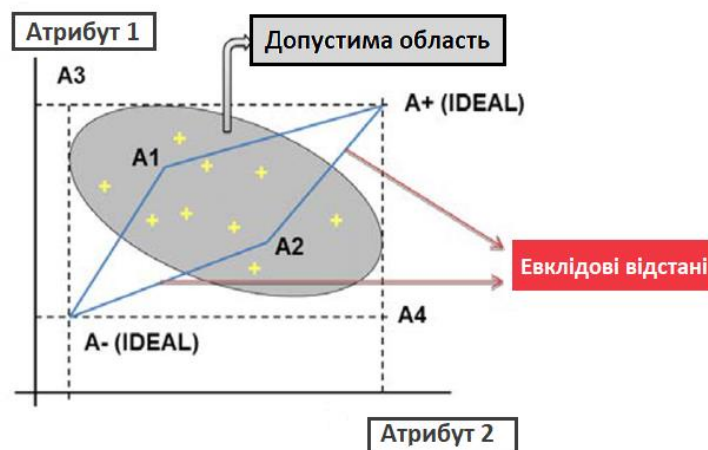 Атрибут 1
Допустима область
A3
A+ (IDEAL)
A1
A2
Евклідові відстані
A- (IDEAL)
A4
Атрибут 2